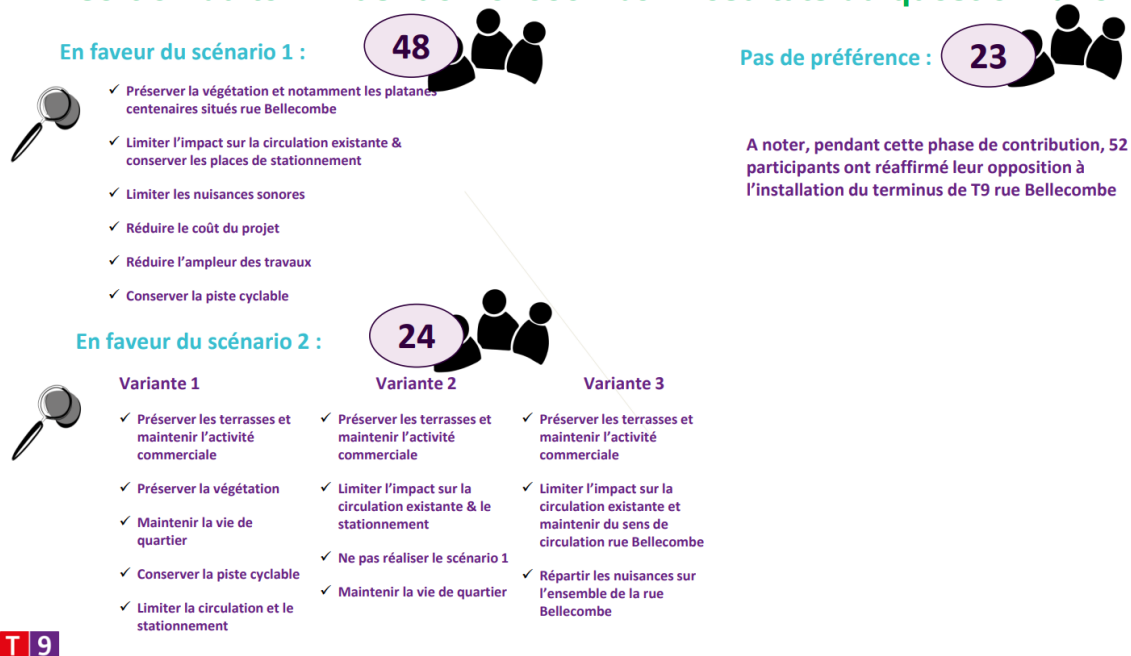 En faveur du scénario 1 :
48
✓ Préserver la végétation et notamment les platanes
centenaires situés rue Bellecombe
✓ Limiter l’impact sur la circulation existante &
conserver les places de stationnement
✓ Limiter les nuisances sonores
✓ Réduire le coût du projet
✓ Réduire l’ampleur des travaux
✓ Conserver la piste cyclable
Pas de préférence :
23
A noter, pendant cette phase de contribution, 52
participants ont réaffirmé leur opposition à
l’installation du terminus de T9 rue Bellecombe
En faveur du scénario 2 :
24
Variante 1
✓ Préserver les terrasses et
maintenir l’activité
commerciale
✓ Préserver la végétation
✓ Maintenir la vie de
quartier
✓ Conserver la piste cyclable
✓ Limiter la circulation et le
stationnement
Variante 2
✓ Préserver les terrasses et
maintenir l’activité
commerciale
✓ Limiter l’impact sur la
circulation existante & le
stationnement
✓ Ne pas réaliser le scénario 1
✓ Maintenir la vie de quartier
Variante 3
✓ Préserver les terrasses et
maintenir l’activité
commerciale
✓ Limiter l’impact sur la
circulation existante et
maintenir du sens de
circulation rue Bellecombe
✓ Répartir les nuisances sur
l’ensemble de la rue
Bellecombe
T 9